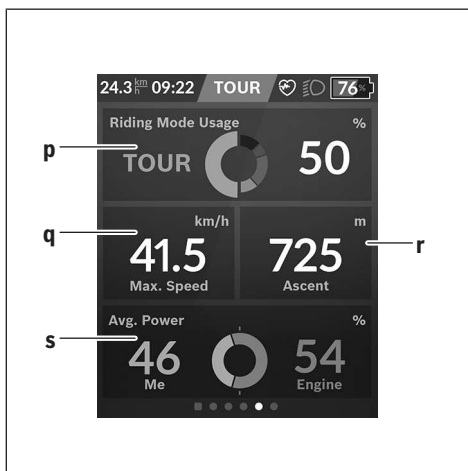 24.3 km/h 09:22 TOUR 76%
Riding Mode Usage %
p
TOUR 50
q
km/h m
41.5 725 r
Max. Speed Ascent
Avg. Power %
s
46 54
Me Engine